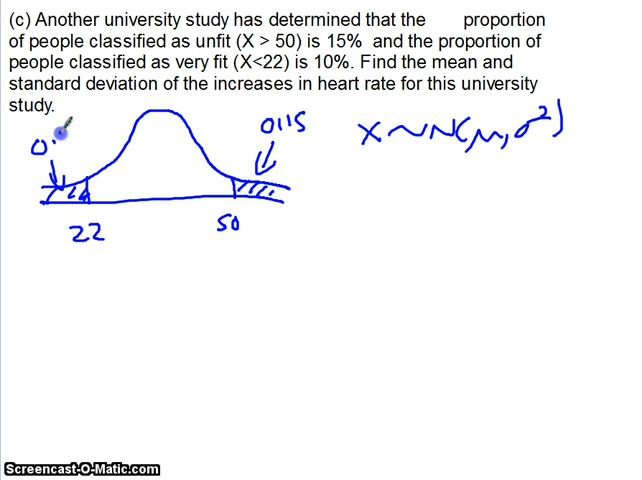 (c) Another university study has determined that the proportion
of people classified as unfit (X > 50) is 15% and the proportion of
people classified as very fit (X<22) is 10%. Find the mean and
standard deviation of the increases in heart rate for this university
study.
0.15
X~N(μ,σ²)
0.
22
50
Screencast-O-Matic.com